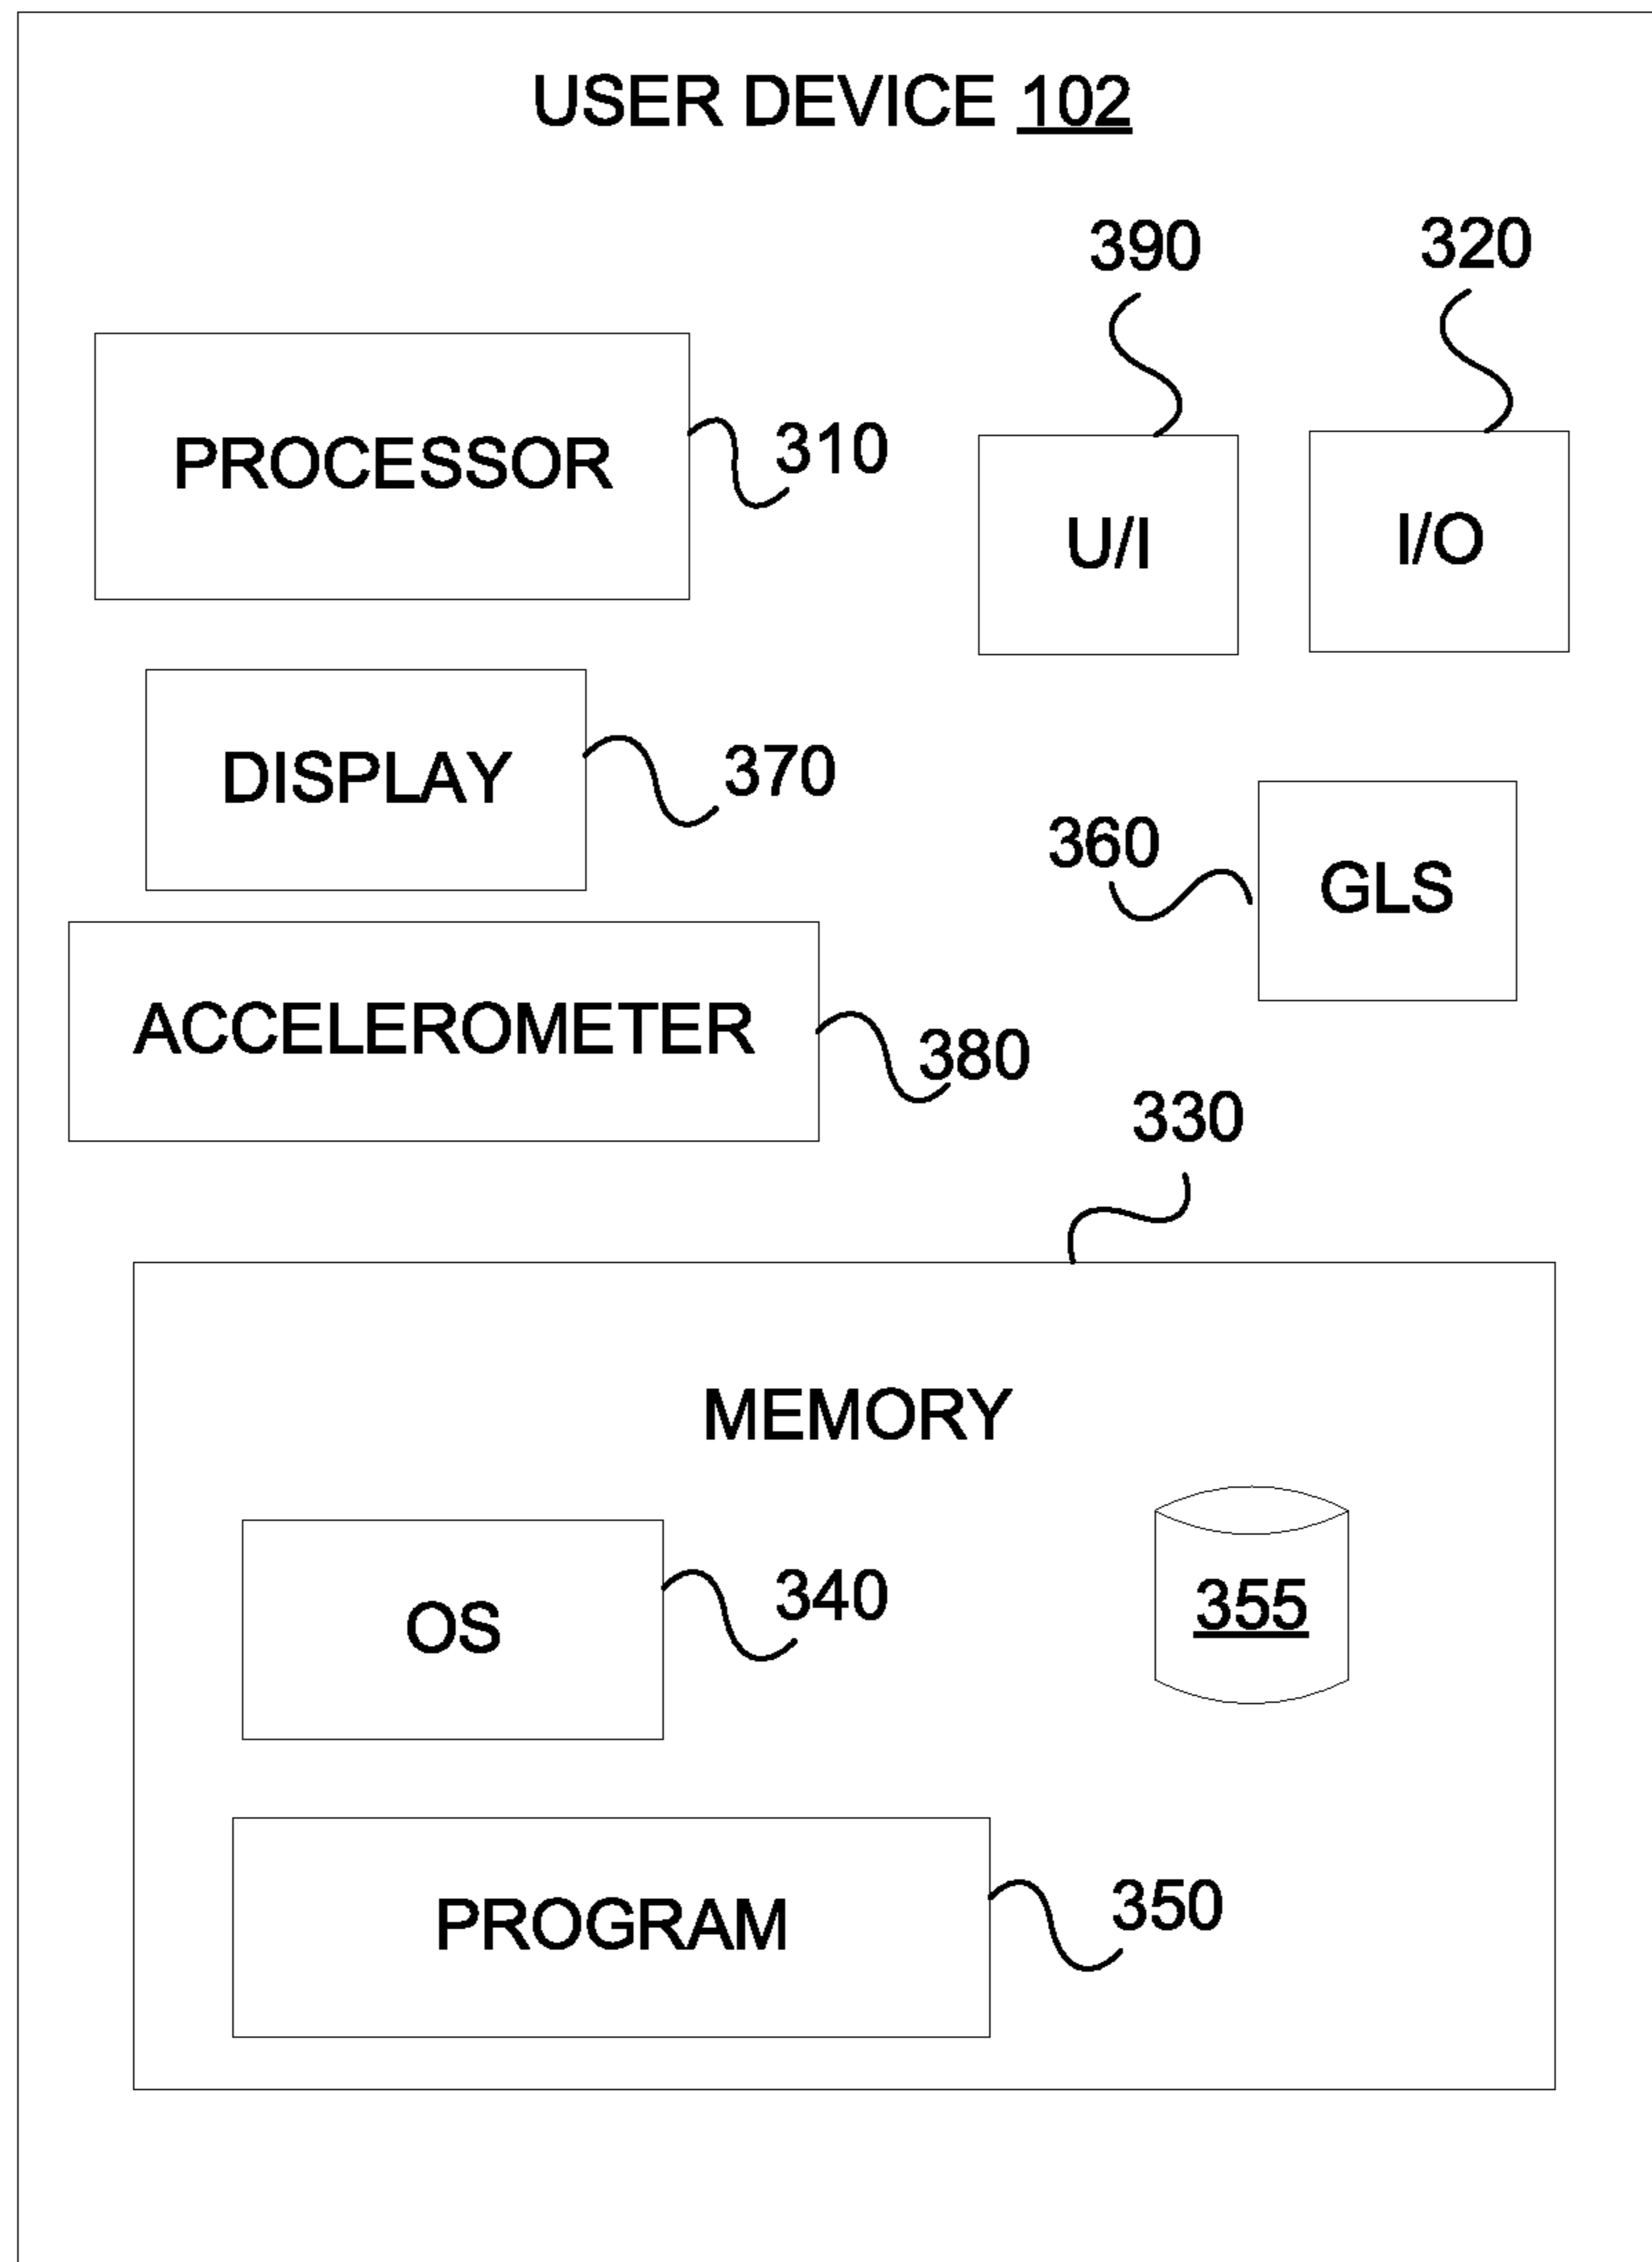 USER DEVICE 102
390
320
PROCESSOR
310
U/I
I/O
DISPLAY
370
360
GLS
ACCELEROMETER
380
330
MEMORY
OS
340
355
PROGRAM
350